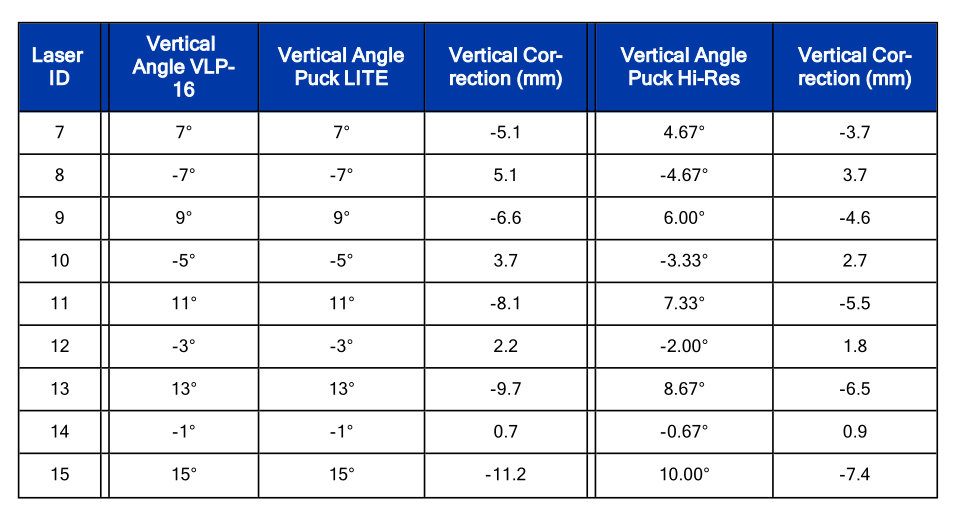 Laser ID | Vertical Angle VLP-16 | Vertical Angle Puck LITE | Vertical Cor-rection (mm) | Vertical Angle Puck Hi-Res | Vertical Cor-rection (mm)
7 | 7° | 7° | -5.1 | 4.67° | -3.7
8 | -7° | -7° | 5.1 | -4.67° | 3.7
9 | 9° | 9° | -6.6 | 6.00° | -4.6
10 | -5° | -5° | 3.7 | -3.33° | 2.7
11 | 11° | 11° | -8.1 | 7.33° | -5.5
12 | -3° | -3° | 2.2 | -2.00° | 1.8
13 | 13° | 13° | -9.7 | 8.67° | -6.5
14 | -1° | -1° | 0.7 | -0.67° | 0.9
15 | 15° | 15° | -11.2 | 10.00° | -7.4